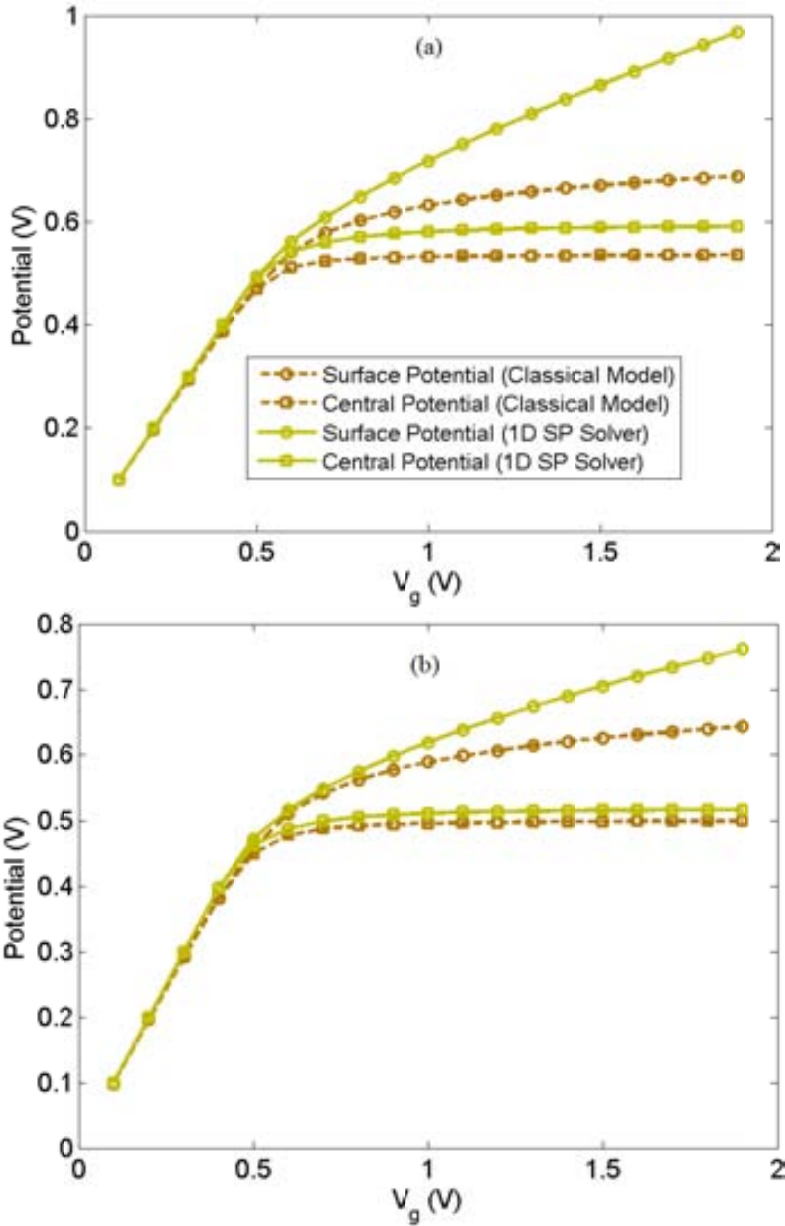 1
(a)
0.8
0.6
Potential (V)
0.4
Surface Potential (Classical Model)
Central Potential (Classical Model)
Surface Potential (1D SP Solver)
Central Potential (1D SP Solver)
0.2
0
0 0.5 1 1.5 2
Vg (V)
0.8
(b)
0.7
0.6
0.5
Potential (V)
0.4
0.3
0.2
0.1
0
0 0.5 1 1.5 2
Vg (V)